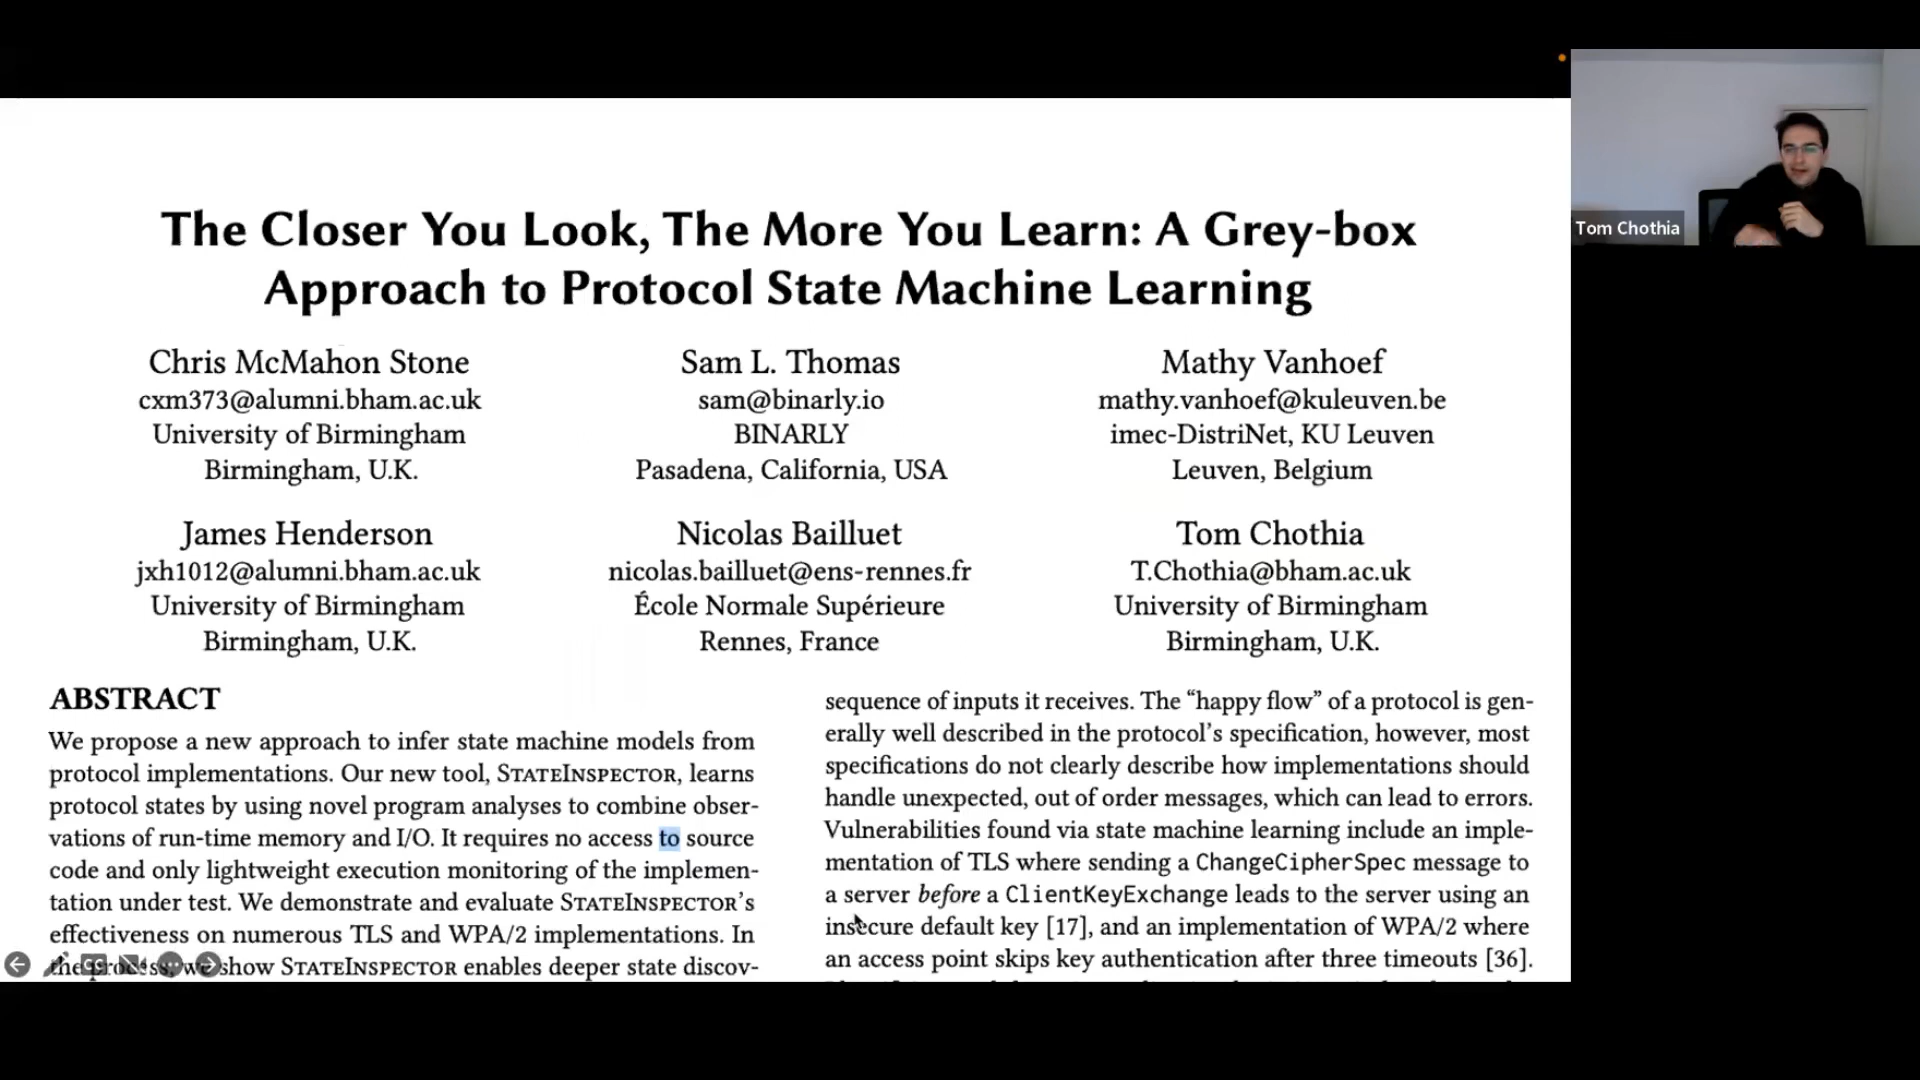 The Closer You Look, The More You Learn: A Grey-box
Approach to Protocol State Machine Learning
Chris McMahon Stone
cxm373@alumni.bham.ac.uk
University of Birmingham
Birmingham, U.K.
Sam L. Thomas
sam@binarly.io
BINARLY
Pasadena, California, USA
Mathy Vanhoef
mathy.vanhoef@kuleuven.be
imec-DistriNet, KU Leuven
Leuven, Belgium
James Henderson
jxh1012@alumni.bham.ac.uk
University of Birmingham
Birmingham, U.K.
Nicolas Bailluet
nicolas.bailluet@ens-rennes.fr
École Normale Supérieure
Rennes, France
Tom Chothia
T.Chothia@bham.ac.uk
University of Birmingham
Birmingham, U.K.
ABSTRACT
We propose a new approach to infer state machine models from
protocol implementations. Our new tool, STATEINSPECTOR, learns
protocol states by using novel program analyses to combine obser-
vations of run-time memory and I/O. It requires no access to source
code and only lightweight execution monitoring of the implemen-
tation under test. We demonstrate and evaluate STATEINSPECTOR's
effectiveness on numerous TLS and WPA/2 implementations. In
the process, we show STATEINSPECTOR enables deeper state discov-
sequence of inputs it receives. The “happy flow” of a protocol is gen-
erally well described in the protocol's specification, however, most
specifications do not clearly describe how implementations should
handle unexpected, out of order messages, which can lead to errors.
Vulnerabilities found via state machine learning include an imple-
mentation of TLS where sending a ChangeCipherSpec message to
a server before a ClientKeyExchange leads to the server using an
insecure default key [17], and an implementation of WPA/2 where
an access point skips key authentication after three timeouts [36].
Tom Chothia